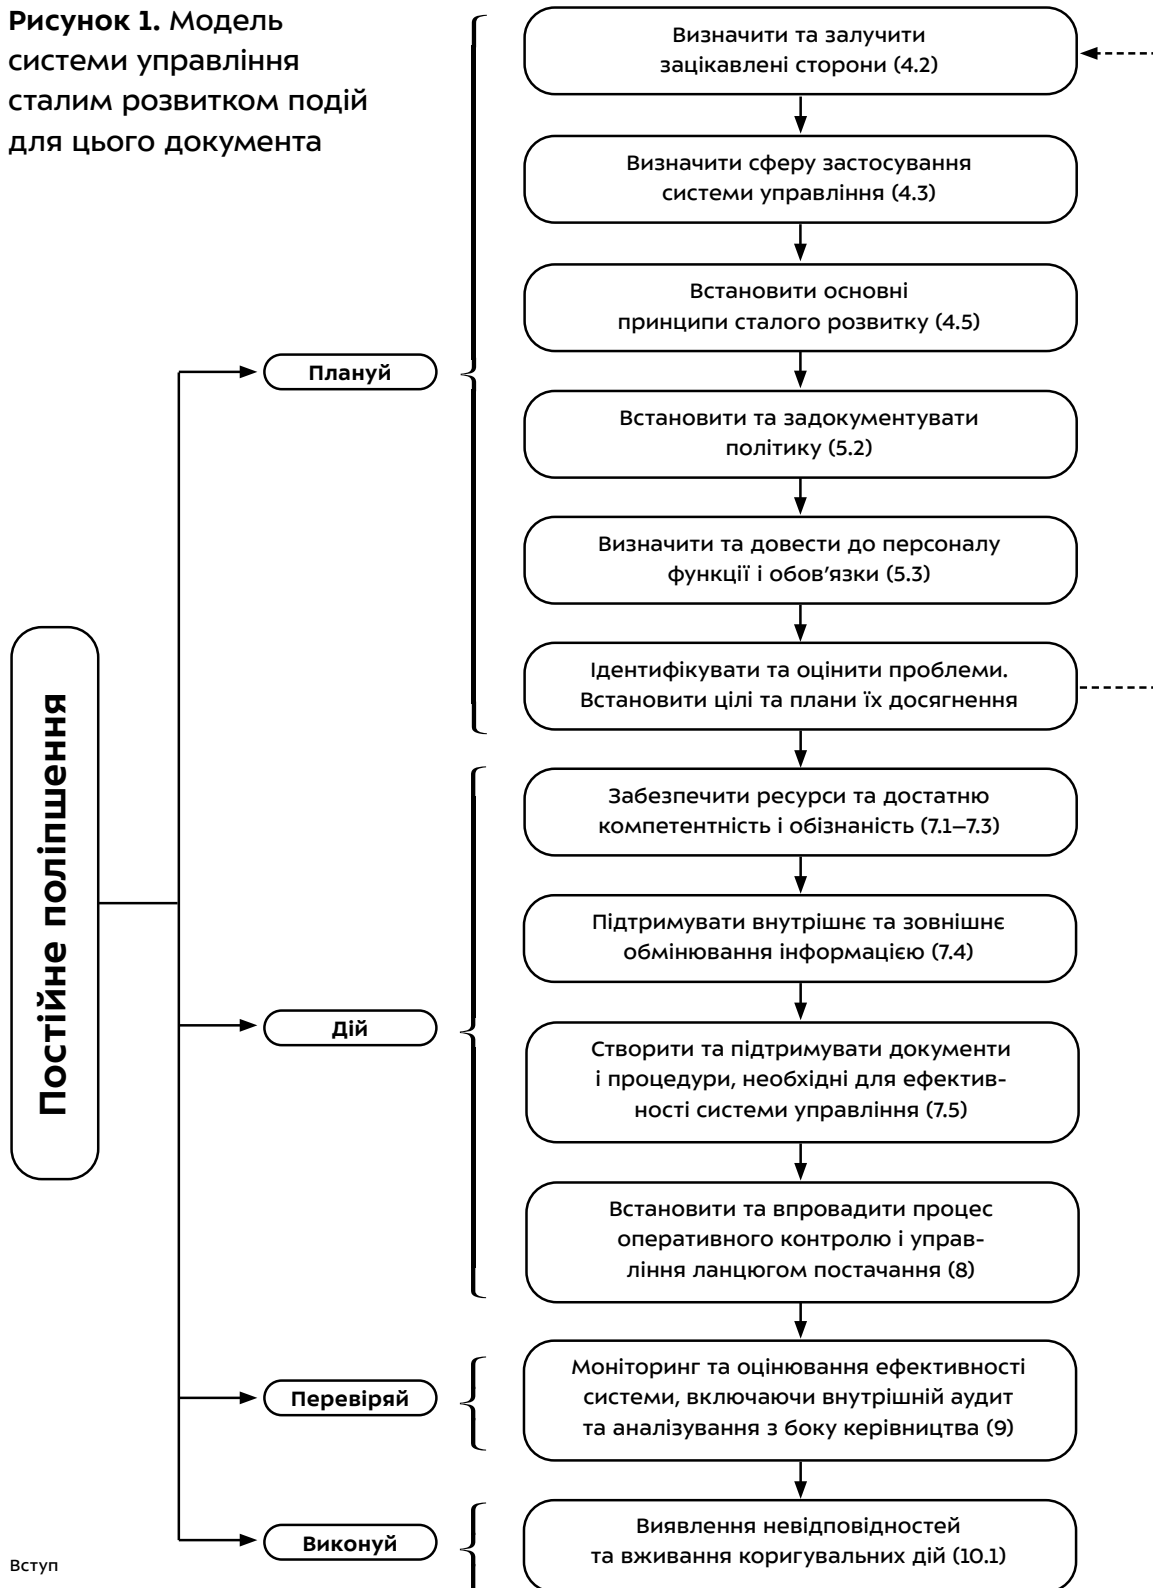 Рисунок 1. Модель
системи управління
сталим розвитком подій
для цього документа
Визначити та залучити
зацікавлені сторони (4.2)
Визначити сферу застосування
системи управління (4.3)
Встановити основні
принципи сталого розвитку (4.5)
Плануй
Встановити та задокументувати
політику (5.2)
Визначити та довести до персоналу
функції і обов’язки (5.3)
Ідентифікувати та оцінити проблеми.
Встановити цілі та плани їх досягнення
Постійне поліпшення
Забезпечити ресурси та достатню
компетентність і обізнаність (7.1–7.3)
Підтримувати внутрішнє та зовнішнє
обмінювання інформацією (7.4)
Дій
Створити та підтримувати документи
і процедури, необхідні для ефектив-
ності системи управління (7.5)
Встановити та впровадити процес
оперативного контролю і управ-
ління ланцюгом постачання (8)
Перевіряй
Моніторинг та оцінювання ефективності
системи, включаючи внутрішній аудит
та аналізування з боку керівництва (9)
Виконуй
Виявлення невідповідностей
та вживання коригувальних дій (10.1)
Вступ